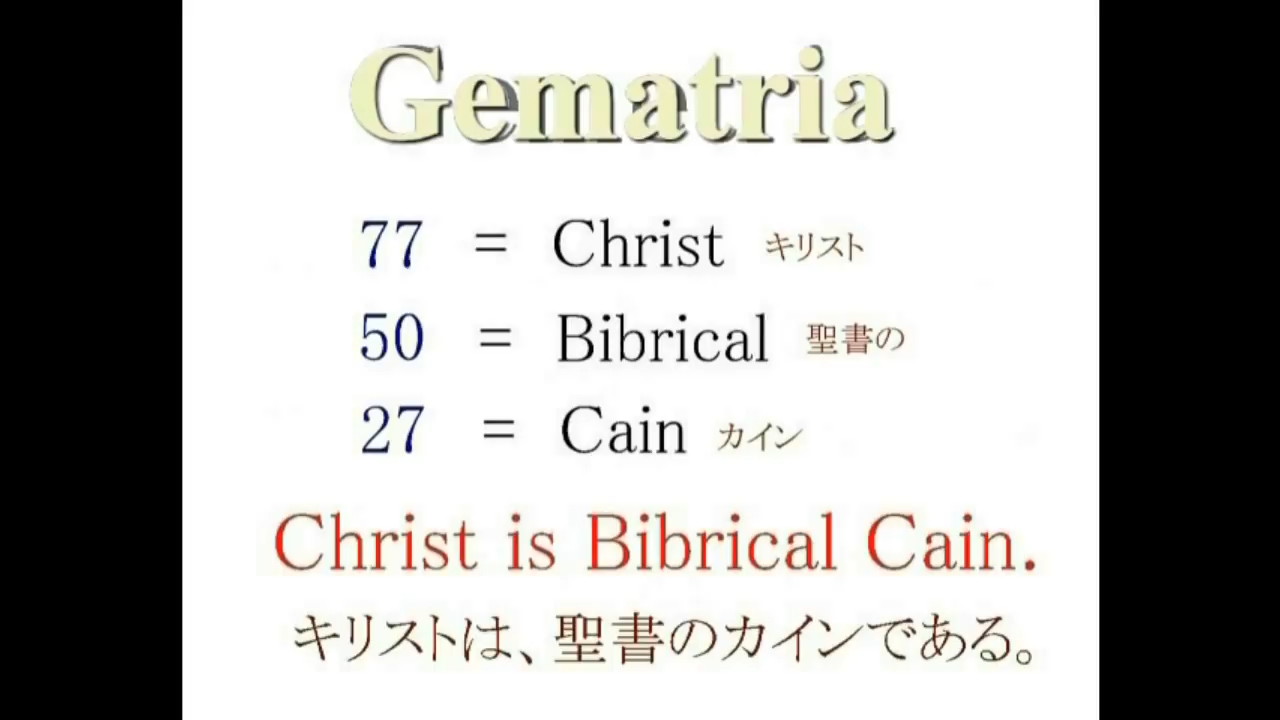 Gematria
77 = Christ キリスト
50 = Bibrical 聖書の
27 = Cain カイン
Christ is Bibrical Cain.
キリストは、聖書のカインである。